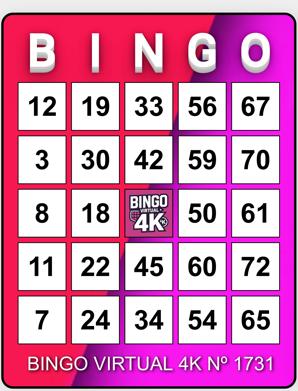 B I N G O
12 19 33 56 67
3 30 42 59 70
8 18 BINGO VIRTUAL 4K 50 61
11 22 45 60 72
7 24 34 54 65
BINGO VIRTUAL 4K Nº 1731